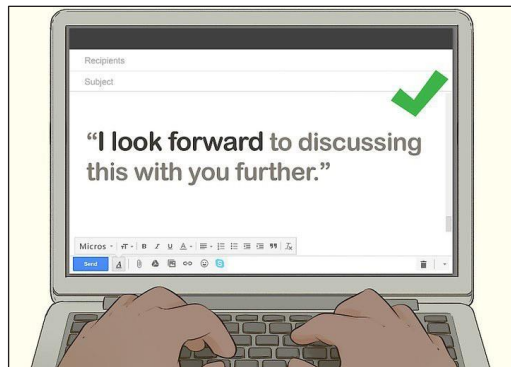 Recipients
Subject
“I look forward to discussing
this with you further.”
Micros
Send